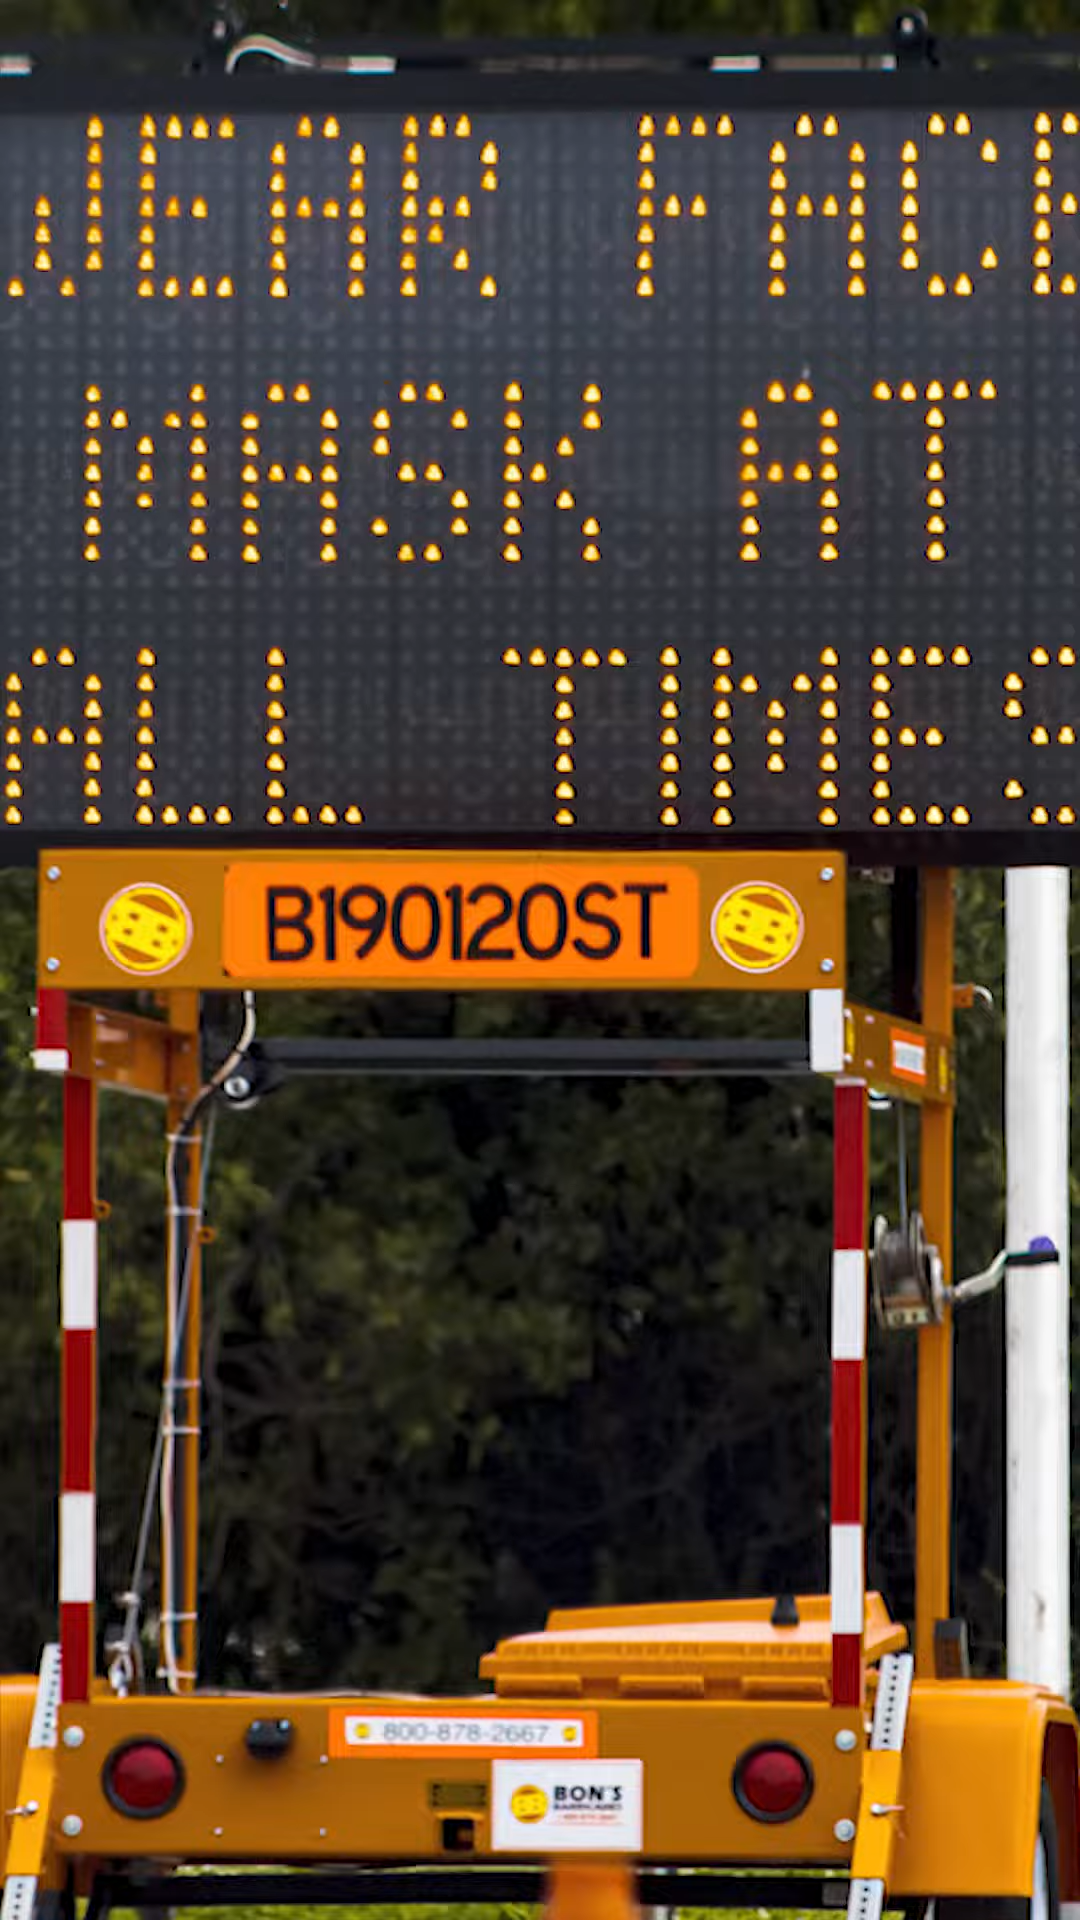 WEAR FACE
MASK AT
ALL TIMES
B190120ST
800-878-2667
BON'S